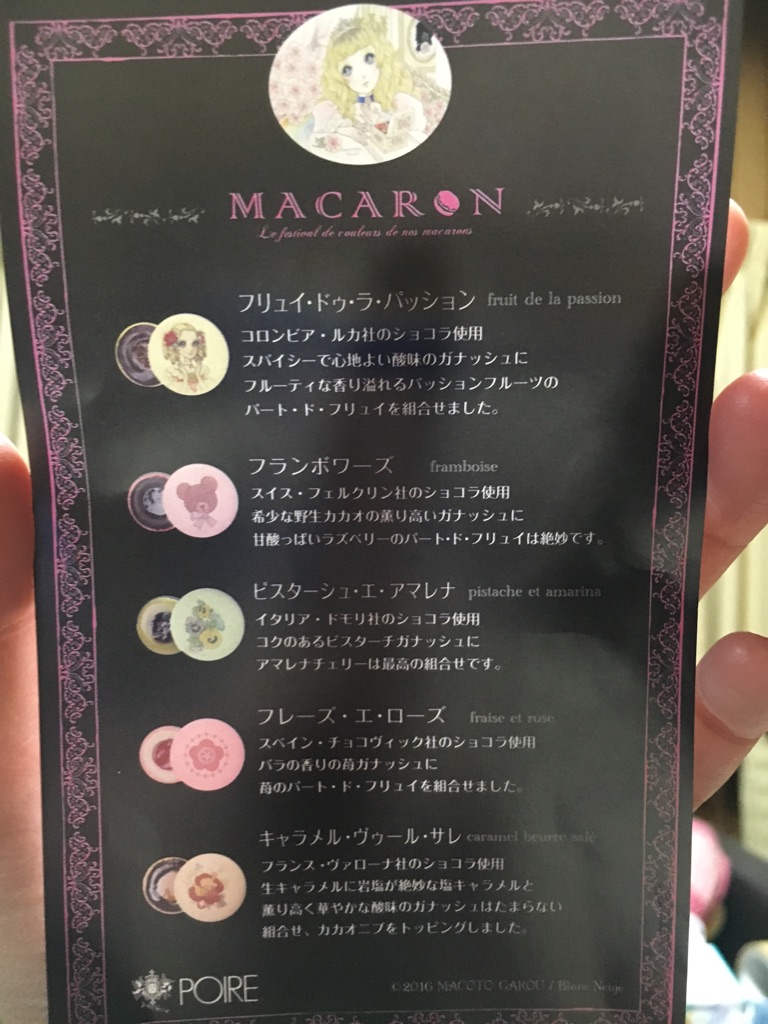 MACARON
Le festival de couleurs de nos macarons
フリュイ・ドゥ・ラ・パッション fruit de la passion
コロンビア・ルカ社のショコラ使用
スパイシーで心地よい酸味のガナッシュに
フルーティな香り溢れるパッションフルーツの
パート・ド・フリュイを組合せました。
フランボワーズ framboise
スイス・フェルクリン社のショコラ使用
希少な野生カカオの薫り高いガナッシュに
甘酸っぱいラズベリーのパート・ド・フリュイは絶妙です。
ピスターシュ・エ・アマレナ pistache et amarina
イタリア・ドモリ社のショコラ使用
コクのあるピスターチガナッシュに
アマレナチェリーは最高の組合せです。
フレーズ・エ・ローズ fraise et rose
スペイン・チョコヴィック社のショコラ使用
バラの香りの苺ガナッシュに
苺のパート・ド・フリュイを組合せました。
キャラメル・ヴゥール・サレ caramel beurre salé
フランス・ヴァローナ社のショコラ使用
生キャラメルに岩塩が絶妙な塩キャラメルと
薫り高く華やかな酸味のガナッシュはたまらない
組合せ、カカオニブをトッピングしました。
POIRE
©2016 MACOTO GAROU / Blanc Neige